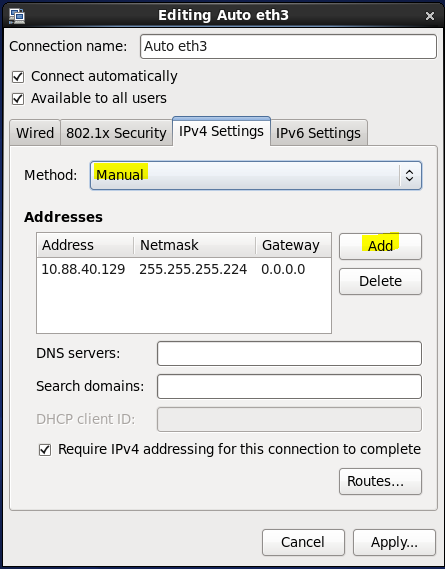 Editing Auto eth3
Connection name: Auto eth3
Connect automatically
Available to all users
Wired 802.1x Security IPv4 Settings IPv6 Settings
Method: Manual
Addresses
Address Netmask Gateway Add
10.88.40.129 255.255.255.224 0.0.0.0
Delete
DNS servers:
Search domains:
DHCP client ID:
Require IPv4 addressing for this connection to complete
Routes...
Cancel Apply...